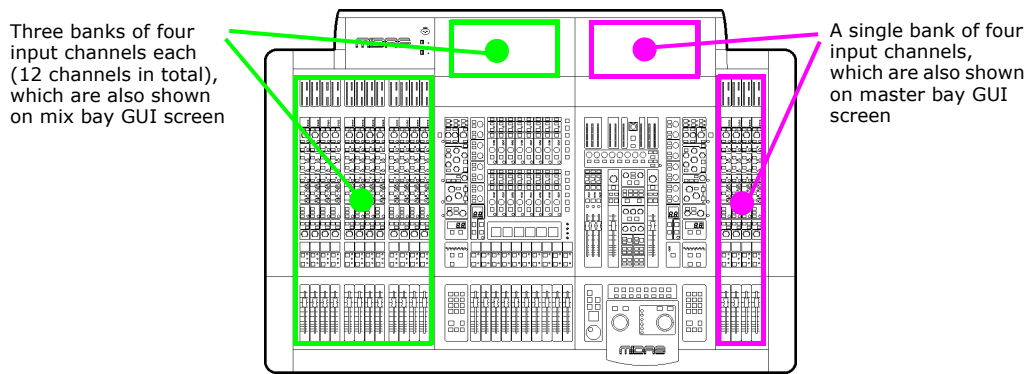 Three banks of four
input channels each
(12 channels in total),
which are also shown
on mix bay GUI screen
A single bank of four
input channels,
which are also shown
on master bay GUI
screen
MIDAS
MIDAS